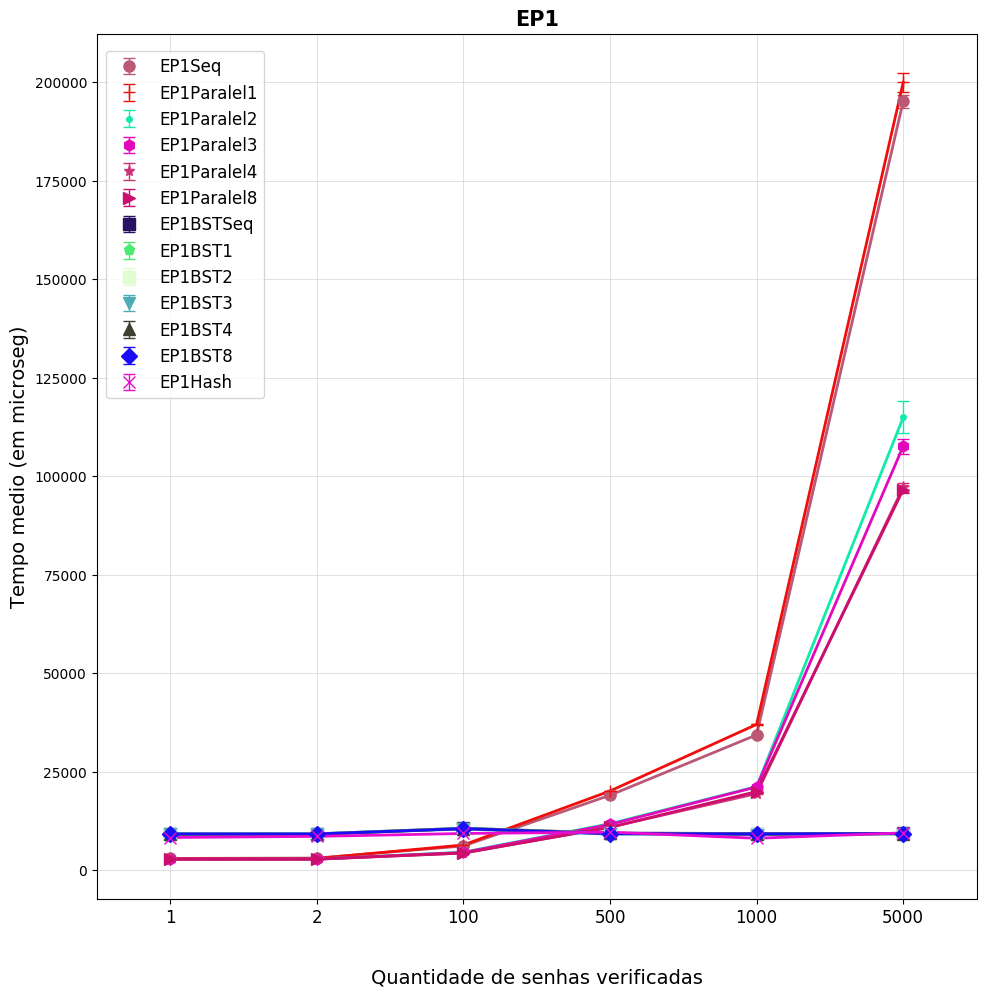 EP1
EP1Seq
EP1Paralel1
EP1Paralel2
EP1Paralel3
EP1Paralel4
EP1Paralel8
EP1BSTSeq
EP1BST1
EP1BST2
EP1BST3
EP1BST4
EP1BST8
EP1Hash
Tempo medio (em microseg)
200000
175000
150000
125000
100000
75000
50000
25000
0
1 2 100 500 1000 5000
Quantidade de senhas verificadas